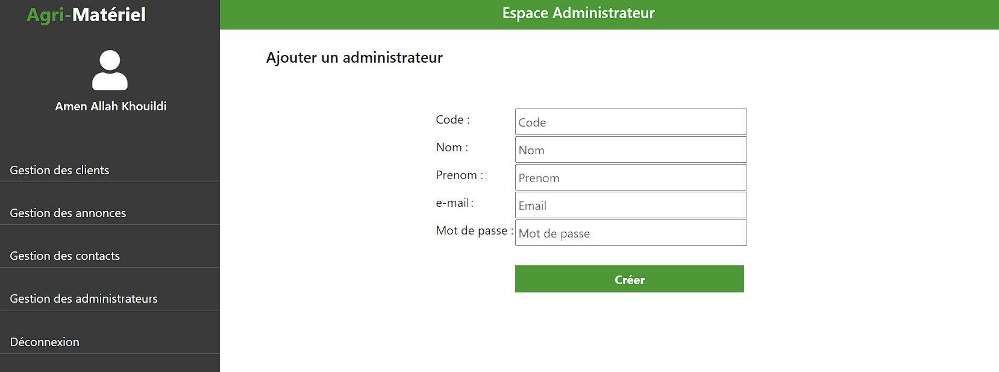 Agri-Matériel
Amen Allah Khouildi
Gestion des clients
Gestion des annonces
Gestion des contacts
Gestion des administrateurs
Déconnexion
Espace Administrateur
Ajouter un administrateur
Code : Code
Nom : Nom
Prenom : Prenom
e-mail : Email
Mot de passe : Mot de passe
Créer